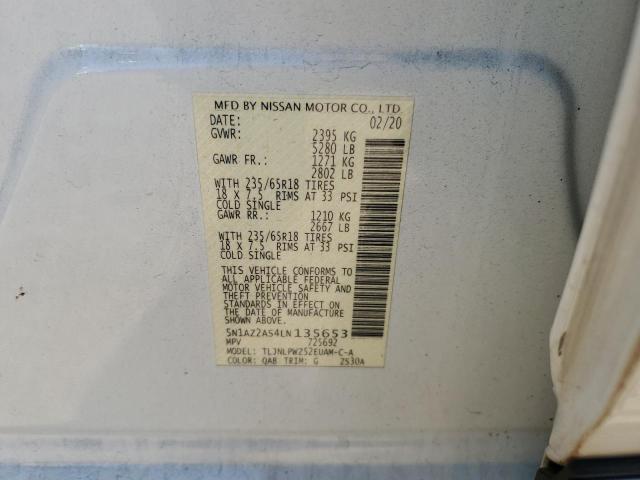 MFD BY NISSAN MOTOR CO., LTD
DATE: 02/20
GVWR: 2395 KG
5280 LB
GAWR FR.: 1271 KG
2802 LB
WITH 235/65R18 TIRES
18 X 7.5 RIMS AT 33 PSI
COLD SINGLE
GAWR RR.: 1210 KG
2667 LB
WITH 235/65R18 TIRES
18 X 7.5 RIMS AT 33 PSI
COLD SINGLE
THIS VEHICLE CONFORMS TO
ALL APPLICABLE FEDERAL
MOTOR VEHICLE SAFETY AND
THEFT PREVENTION
STANDARDS IN EFFECT ON
THE DATE OF MANUFACTURE
SHOWN ABOVE.
5N1AZ2AS4LN135653
MPV 725692
MODEL: TLJNLPWZ52EUAM-C-A
COLOR: QAB TRIM: G Z530A